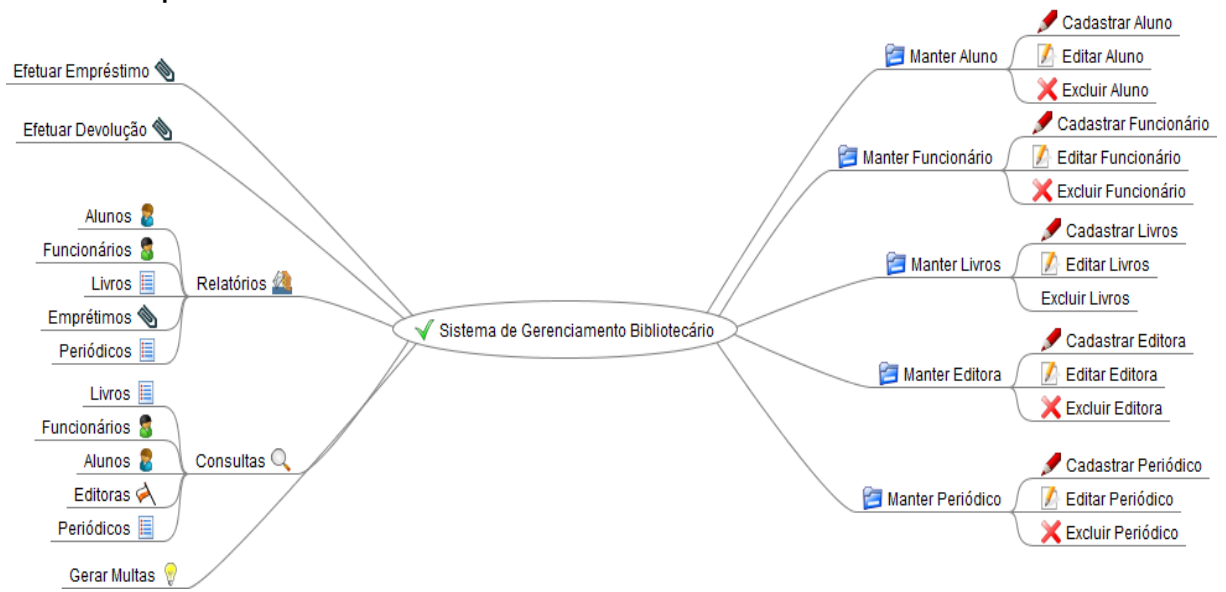 Efetuar Empréstimo
Efetuar Devolução
Alunos
Funcionários
Livros
Emprétimos
Periódicos
Relatórios
Livros
Funcionários
Alunos
Editoras
Periódicos
Consultas
Gerar Multas
Sistema de Gerenciamento Bibliotecário
Manter Aluno
Cadastrar Aluno
Editar Aluno
Excluir Aluno
Manter Funcionário
Cadastrar Funcionário
Editar Funcionário
Excluir Funcionário
Manter Livros
Cadastrar Livros
Editar Livros
Excluir Livros
Manter Editora
Cadastrar Editora
Editar Editora
Excluir Editora
Manter Periódico
Cadastrar Periódico
Editar Periódico
Excluir Periódico